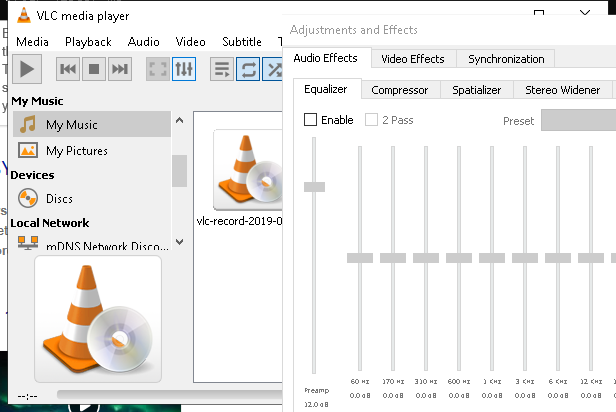 VLC media player
Media Playback Audio Video Subtitle
My Music
My Music
My Pictures
Devices
Discs
Local Network
mDNS Network Disco...
vlc-record-2019-0
--:--
Adjustments and Effects
Audio Effects Video Effects Synchronization
Equalizer Compressor Spatializer Stereo Widener
Enable 2 Pass Preset
60 Hz 170 Hz 310 Hz 600 Hz 1 KHz 3 KHz 6 KHz 12 KHz
Preamp 0.0 dB 0.0 dB 0.0 dB 0.0 dB 0.0 dB 0.0 dB 0.0 dB 0.0 dB
12.0 dB